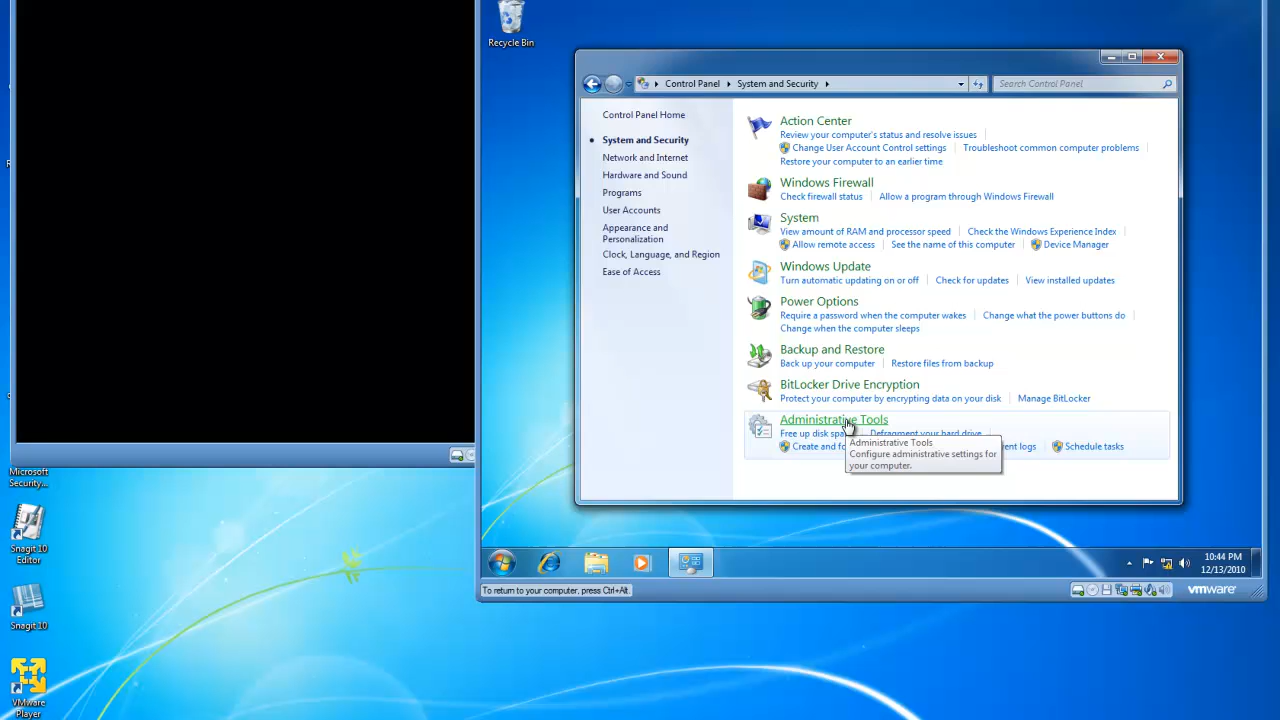 Recycle Bin
Control Panel System and Security
Search Control Panel
Control Panel Home
System and Security
Network and Internet
Hardware and Sound
Programs
User Accounts
Appearance and
Personalization
Clock, Language, and Region
Ease of Access
Action Center
Review your computer's status and resolve issues
Change User Account Control settings Troubleshoot common computer problems
Restore your computer to an earlier time
Windows Firewall
Check firewall status Allow a program through Windows Firewall
System
View amount of RAM and processor speed Check the Windows Experience Index
Allow remote access See the name of this computer Device Manager
Windows Update
Turn automatic updating on or off Check for updates View installed updates
Power Options
Require a password when the computer wakes Change what the power buttons do
Change when the computer sleeps
Backup and Restore
Back up your computer Restore files from backup
BitLocker Drive Encryption
Protect your computer by encrypting data on your disk Manage BitLocker
Administrative Tools
Free up disk spa Defragment your hard drive
Create and fo ent logs Schedule tasks
Administrative Tools
Configure administrative settings for
your computer.
10:44 PM
12/13/2010
To return to your computer, press Ctrl+Alt.
vmware
Microsoft
Security...
Snagit 10
Editor
Snagit 10
VMware
Player